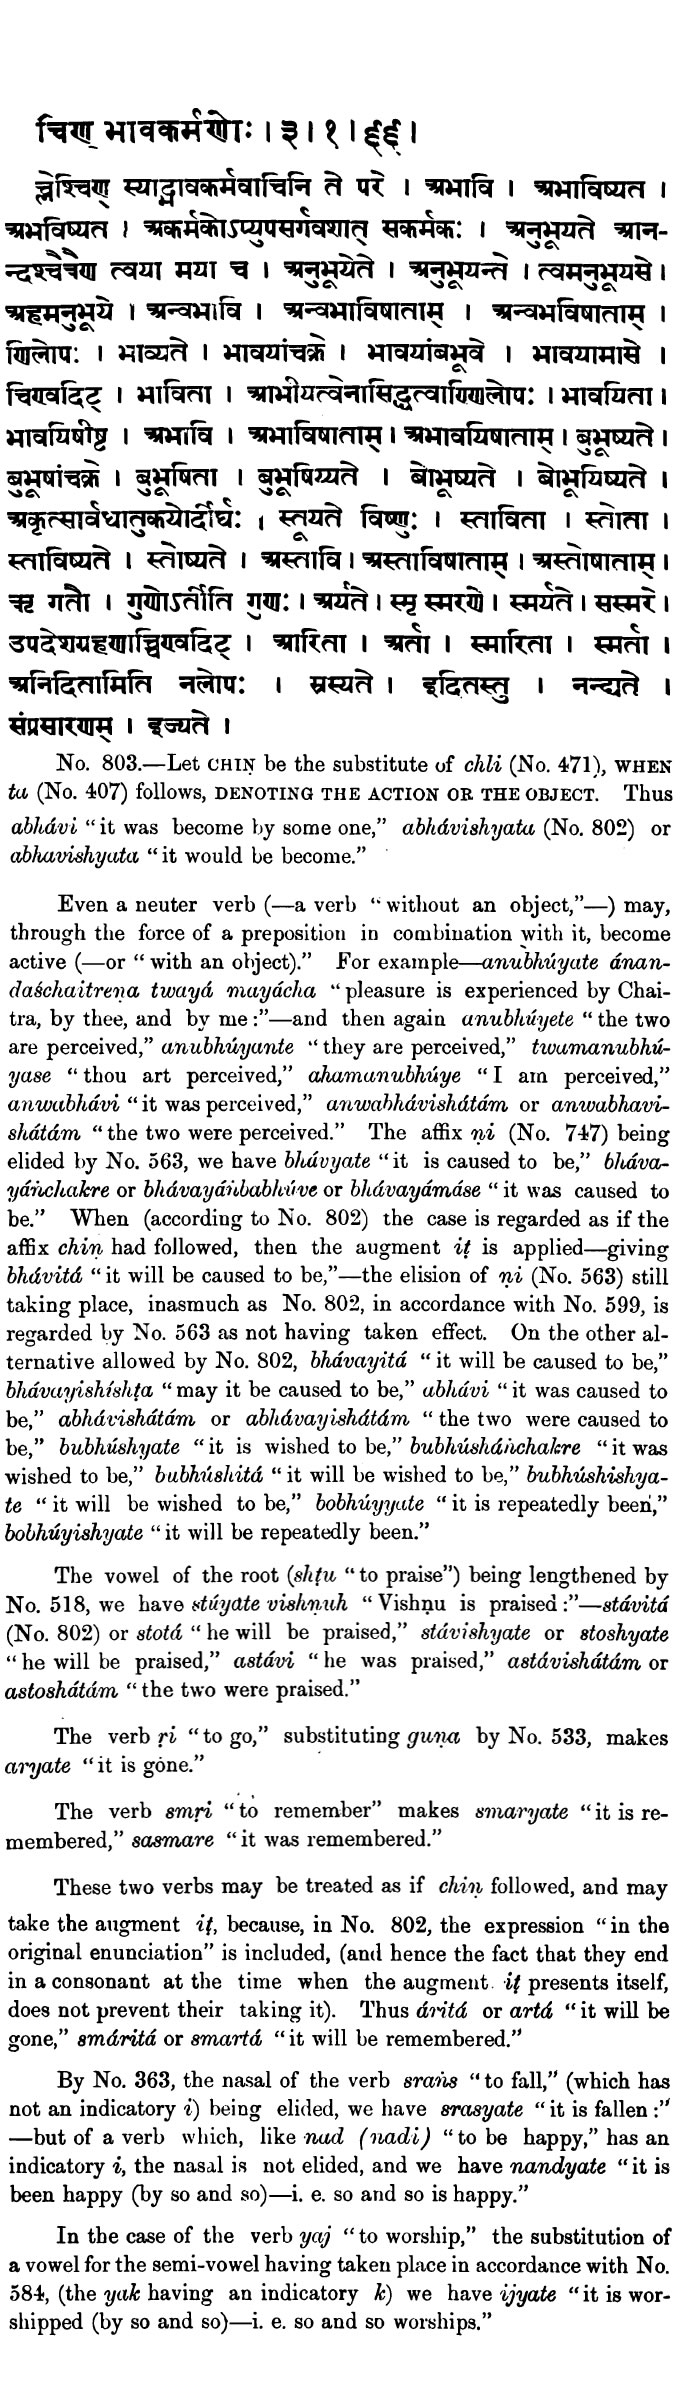 चिण् भावकर्मणोः । ३ । १ । ६६ ।
च्लेश्चिण् स्याद्भावकर्मवाचिनि ते परे । अभावि । अभाविष्यत ।
अभविष्यत । अकर्मकोऽप्युपसर्गवशात् सकर्मकः । अनुभूयते आन-
न्दश्चैत्रेण त्वया मया च । अनुभूयेते । अनुभूयन्ते । त्वमनुभूयसे ।
अहमनुभूये । अन्वभावि । अन्वभाविषाताम् । अन्वभविषाताम् ।
णिलोपः । भाव्यते । भावयांचक्रे । भावयांबभूवे । भावयामासे ।
चिण्वदिट् । भाविता । आभीयत्वेनासिद्धत्वाण्णिलोपः । भावयिता ।
भावयिषीष्ट । अभावि । अभाविषाताम् । अभावयिषाताम् । बुभूष्यते ।
बुभूषांचक्रे । बुभूषिता । बुभूषिष्यते । बोभूष्यते । बोभूयिष्यते ।
अकृत्सार्वधातुकयोर्दीर्घः । स्तूयते विष्णुः । स्ताविता । स्तोता ।
स्ताविष्यते । स्तोष्यते । अस्तावि । अस्ताविषाताम् । अस्तोषाताम् ।
ऋ गतौ । गुणोऽर्तीति गुणः । अर्यते । स्मृ स्मरणे । स्मर्यते । सस्मरे ।
उपदेशग्रहणाच्चिण्वदिट् । आरिता । अर्ता । स्मारिता । स्मर्ता ।
अनिदितामिति नलोपः । स्रस्यते । इदितस्तु । नन्द्यते ।
संप्रसारणम् । इज्यते ।
No. 803.—Let CHIṆ be the substitute of chli (No. 471), WHEN
ta (No. 407) follows, DENOTING THE ACTION OR THE OBJECT. Thus
abhávi “it was become by some one,” abhávishyata (No. 802) or
abhavishyata “it would be become.”
Even a neuter verb (—a verb “without an object,”—) may,
through the force of a preposition in combination with it, become
active (—or “with an object).” For example—anubhúyate ánan-
daśchaitreṇa twayá mayácha “pleasure is experienced by Chai-
tra, by thee, and by me:”—and then again anubhúyete “the two
are perceived,” anubhúyante “they are perceived,” twamanubhú-
yase “thou art perceived,” ahamanubhúye “I am perceived,”
anwabhávi “it was perceived,” anwabhávishátám or anwabhavi-
shátám “the two were perceived.” The affix ṇi (No. 747) being
elided by No. 563, we have bhávyate “it is caused to be,” bháva-
yáṅchakre or bhávayáṅbabhúve or bhávayámáse “it was caused to
be.” When (according to No. 802) the case is regarded as if the
affix chiṇ had followed, then the augment iṭ is applied—giving
bhávitá “it will be caused to be,”—the elision of ṇi (No. 563) still
taking place, inasmuch as No. 802, in accordance with No. 599, is
regarded by No. 563 as not having taken effect. On the other al-
ternative allowed by No. 802, bhávayitá “it will be caused to be,”
bhávayishíshṭa “may it be caused to be,” abhávi “it was caused to
be,” abhávishátám or abhávayishátám “the two were caused to
be,” bubhúshyate “it is wished to be,” bubhúsháṅchakre “it was
wished to be,” bubhúshitá “it will be wished to be,” bubhúshishya-
te “it will be wished to be,” bobhúyyate “it is repeatedly been,”
bobhúyishyate “it will be repeatedly been.”
The vowel of the root (shṭu “to praise”) being lengthened by
No. 518, we have stúyate vishṇuh “Vishṇu is praised:”—stávitá
(No. 802) or stotá “he will be praised,” stávishyate or stoshyate
“he will be praised,” astávi “he was praised,” astávishátám or
astoshátám “the two were praised.”
The verb ṛi “to go,” substituting guṇa by No. 533, makes
aryate “it is gone.”
The verb smṛi “to remember” makes smaryate “it is re-
membered,” sasmare “it was remembered.”
These two verbs may be treated as if chiṇ followed, and may
take the augment iṭ, because, in No. 802, the expression “in the
original enunciation” is included, (and hence the fact that they end
in a consonant at the time when the augment iṭ presents itself,
does not prevent their taking it). Thus áritá or artá “it will be
gone,” smáritá or smartá “it will be remembered.”
By No. 363, the nasal of the verb sraṅs “to fall,” (which has
not an indicatory i) being elided, we have srasyate “it is fallen:”
—but of a verb which, like nad (nadi) “to be happy,” has an
indicatory i, the nasal is not elided, and we have nandyate “it is
been happy (by so and so)—i. e. so and so is happy.”
In the case of the verb yaj “to worship,” the substitution of
a vowel for the semi-vowel having taken place in accordance with No.
584, (the yak having an indicatory k) we have ijyate “it is wor-
shipped (by so and so)—i. e. so and so worships.”